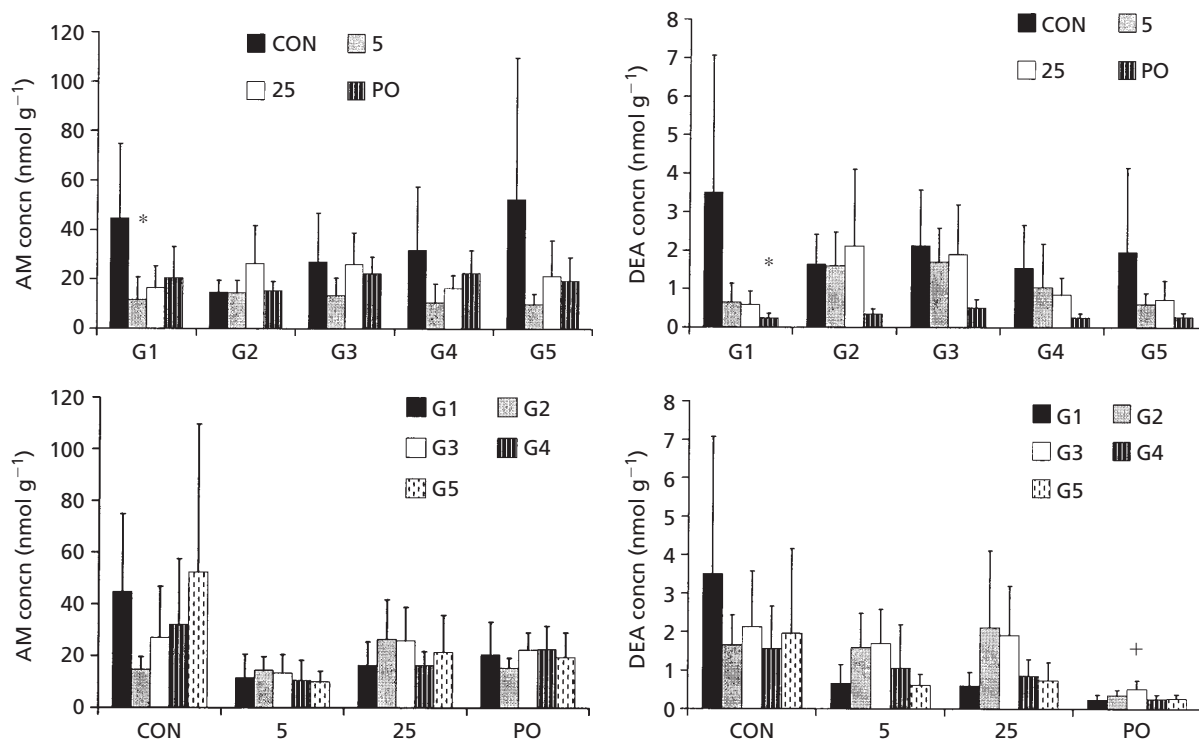 AM concn (nmol g⁻¹)
120
100
80
60
40
20
0
CON 5
25 PO
*
G1 G2 G3 G4 G5
DEA concn (nmol g⁻¹)
8
7
6
5
4
3
2
1
0
CON 5
25 PO
*
G1 G2 G3 G4 G5
AM concn (nmol g⁻¹)
120
100
80
60
40
20
0
G1 G2
G3 G4
G5
CON 5 25 PO
DEA concn (nmol g⁻¹)
8
7
6
5
4
3
2
1
0
G1 G2
G3 G4
G5
+
CON 5 25 PO